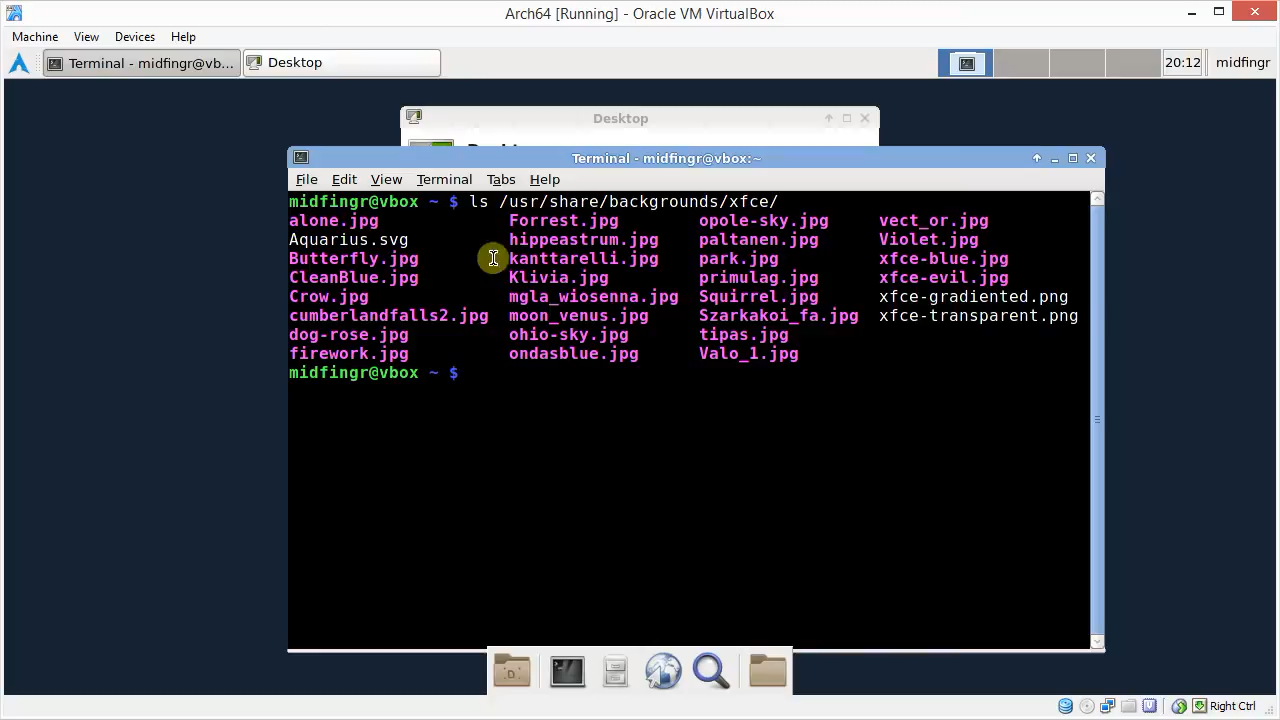 Arch64 [Running] - Oracle VM VirtualBox
Machine View Devices Help
Terminal - midfingr@vb... Desktop 20:12 midfingr
Desktop
Terminal - midfingr@vbox:~
File Edit View Terminal Tabs Help
midfingr@vbox ~ $ ls /usr/share/backgrounds/xfce/
alone.jpg Forrest.jpg opole-sky.jpg vect_or.jpg
Aquarius.svg hippeastrum.jpg paltanen.jpg Violet.jpg
Butterfly.jpg kanttarelli.jpg park.jpg xfce-blue.jpg
CleanBlue.jpg Klivia.jpg primulag.jpg xfce-evil.jpg
Crow.jpg mgla_wiosenna.jpg Squirrel.jpg xfce-gradiented.png
cumberlandfalls2.jpg moon_venus.jpg Szarkakoi_fa.jpg xfce-transparent.png
dog-rose.jpg ohio-sky.jpg tipas.jpg
firework.jpg ondasblue.jpg Valo_1.jpg
midfingr@vbox ~ $
Right Ctrl